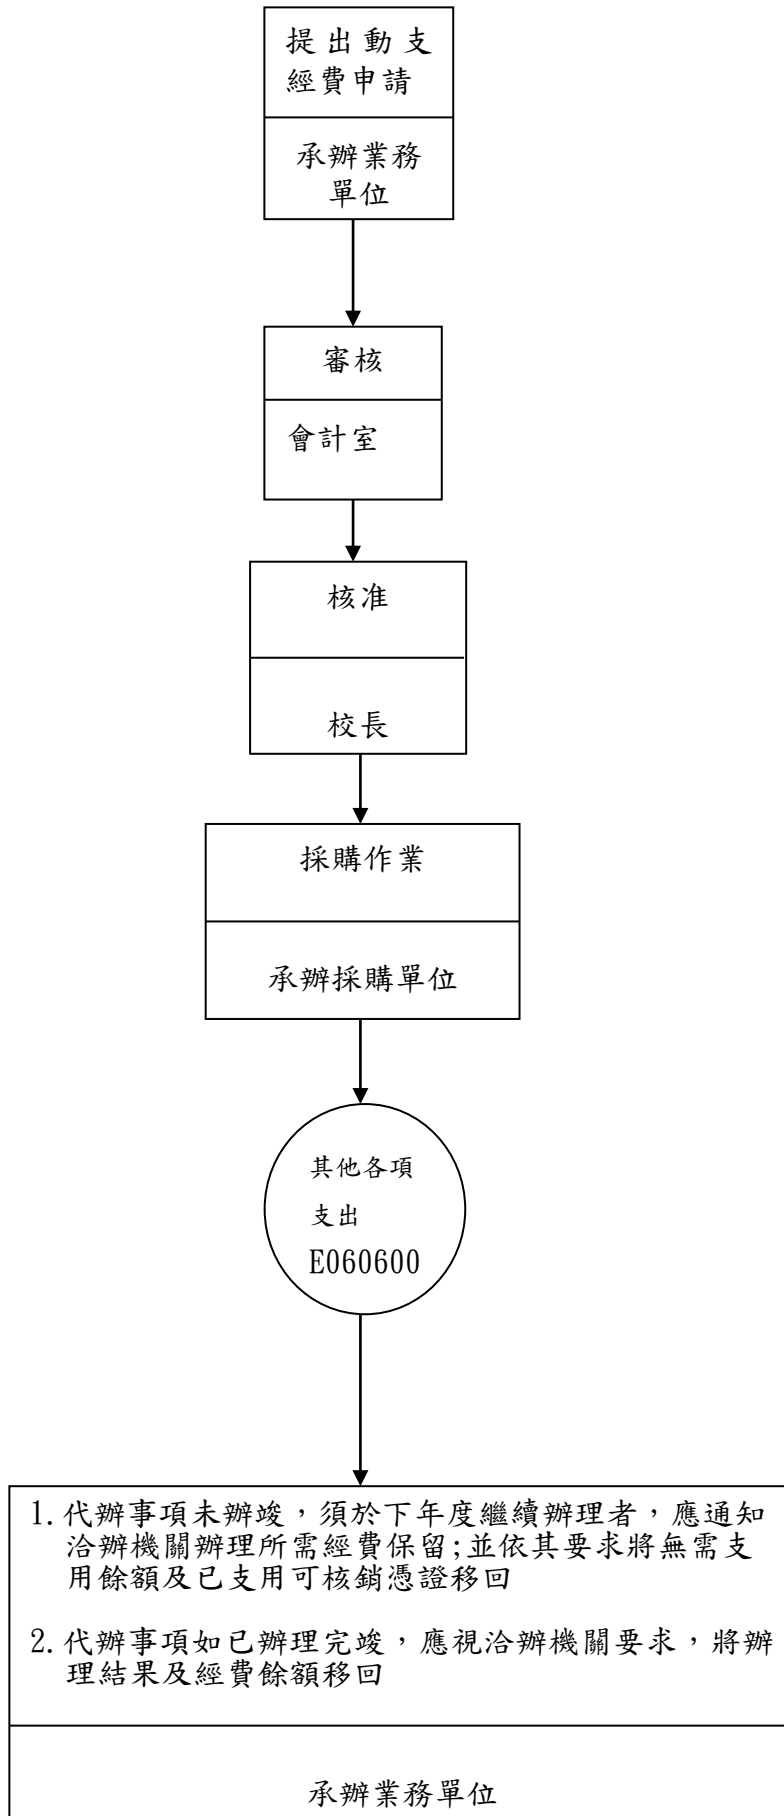 提出動支
經費申請
承辦業務
單位
審核
會計室
核准
校長
採購作業
承辦採購單位
其他各項
支出
E060600
1.代辦事項未辦竣，須於下年度繼續辦理者，應通知
洽辦機關辦理所需經費保留;並依其要求將無需支
用餘額及已支用可核銷憑證移回
2.代辦事項如已辦理完竣，應視洽辦機關要求，將辦
理結果及經費餘額移回
承辦業務單位